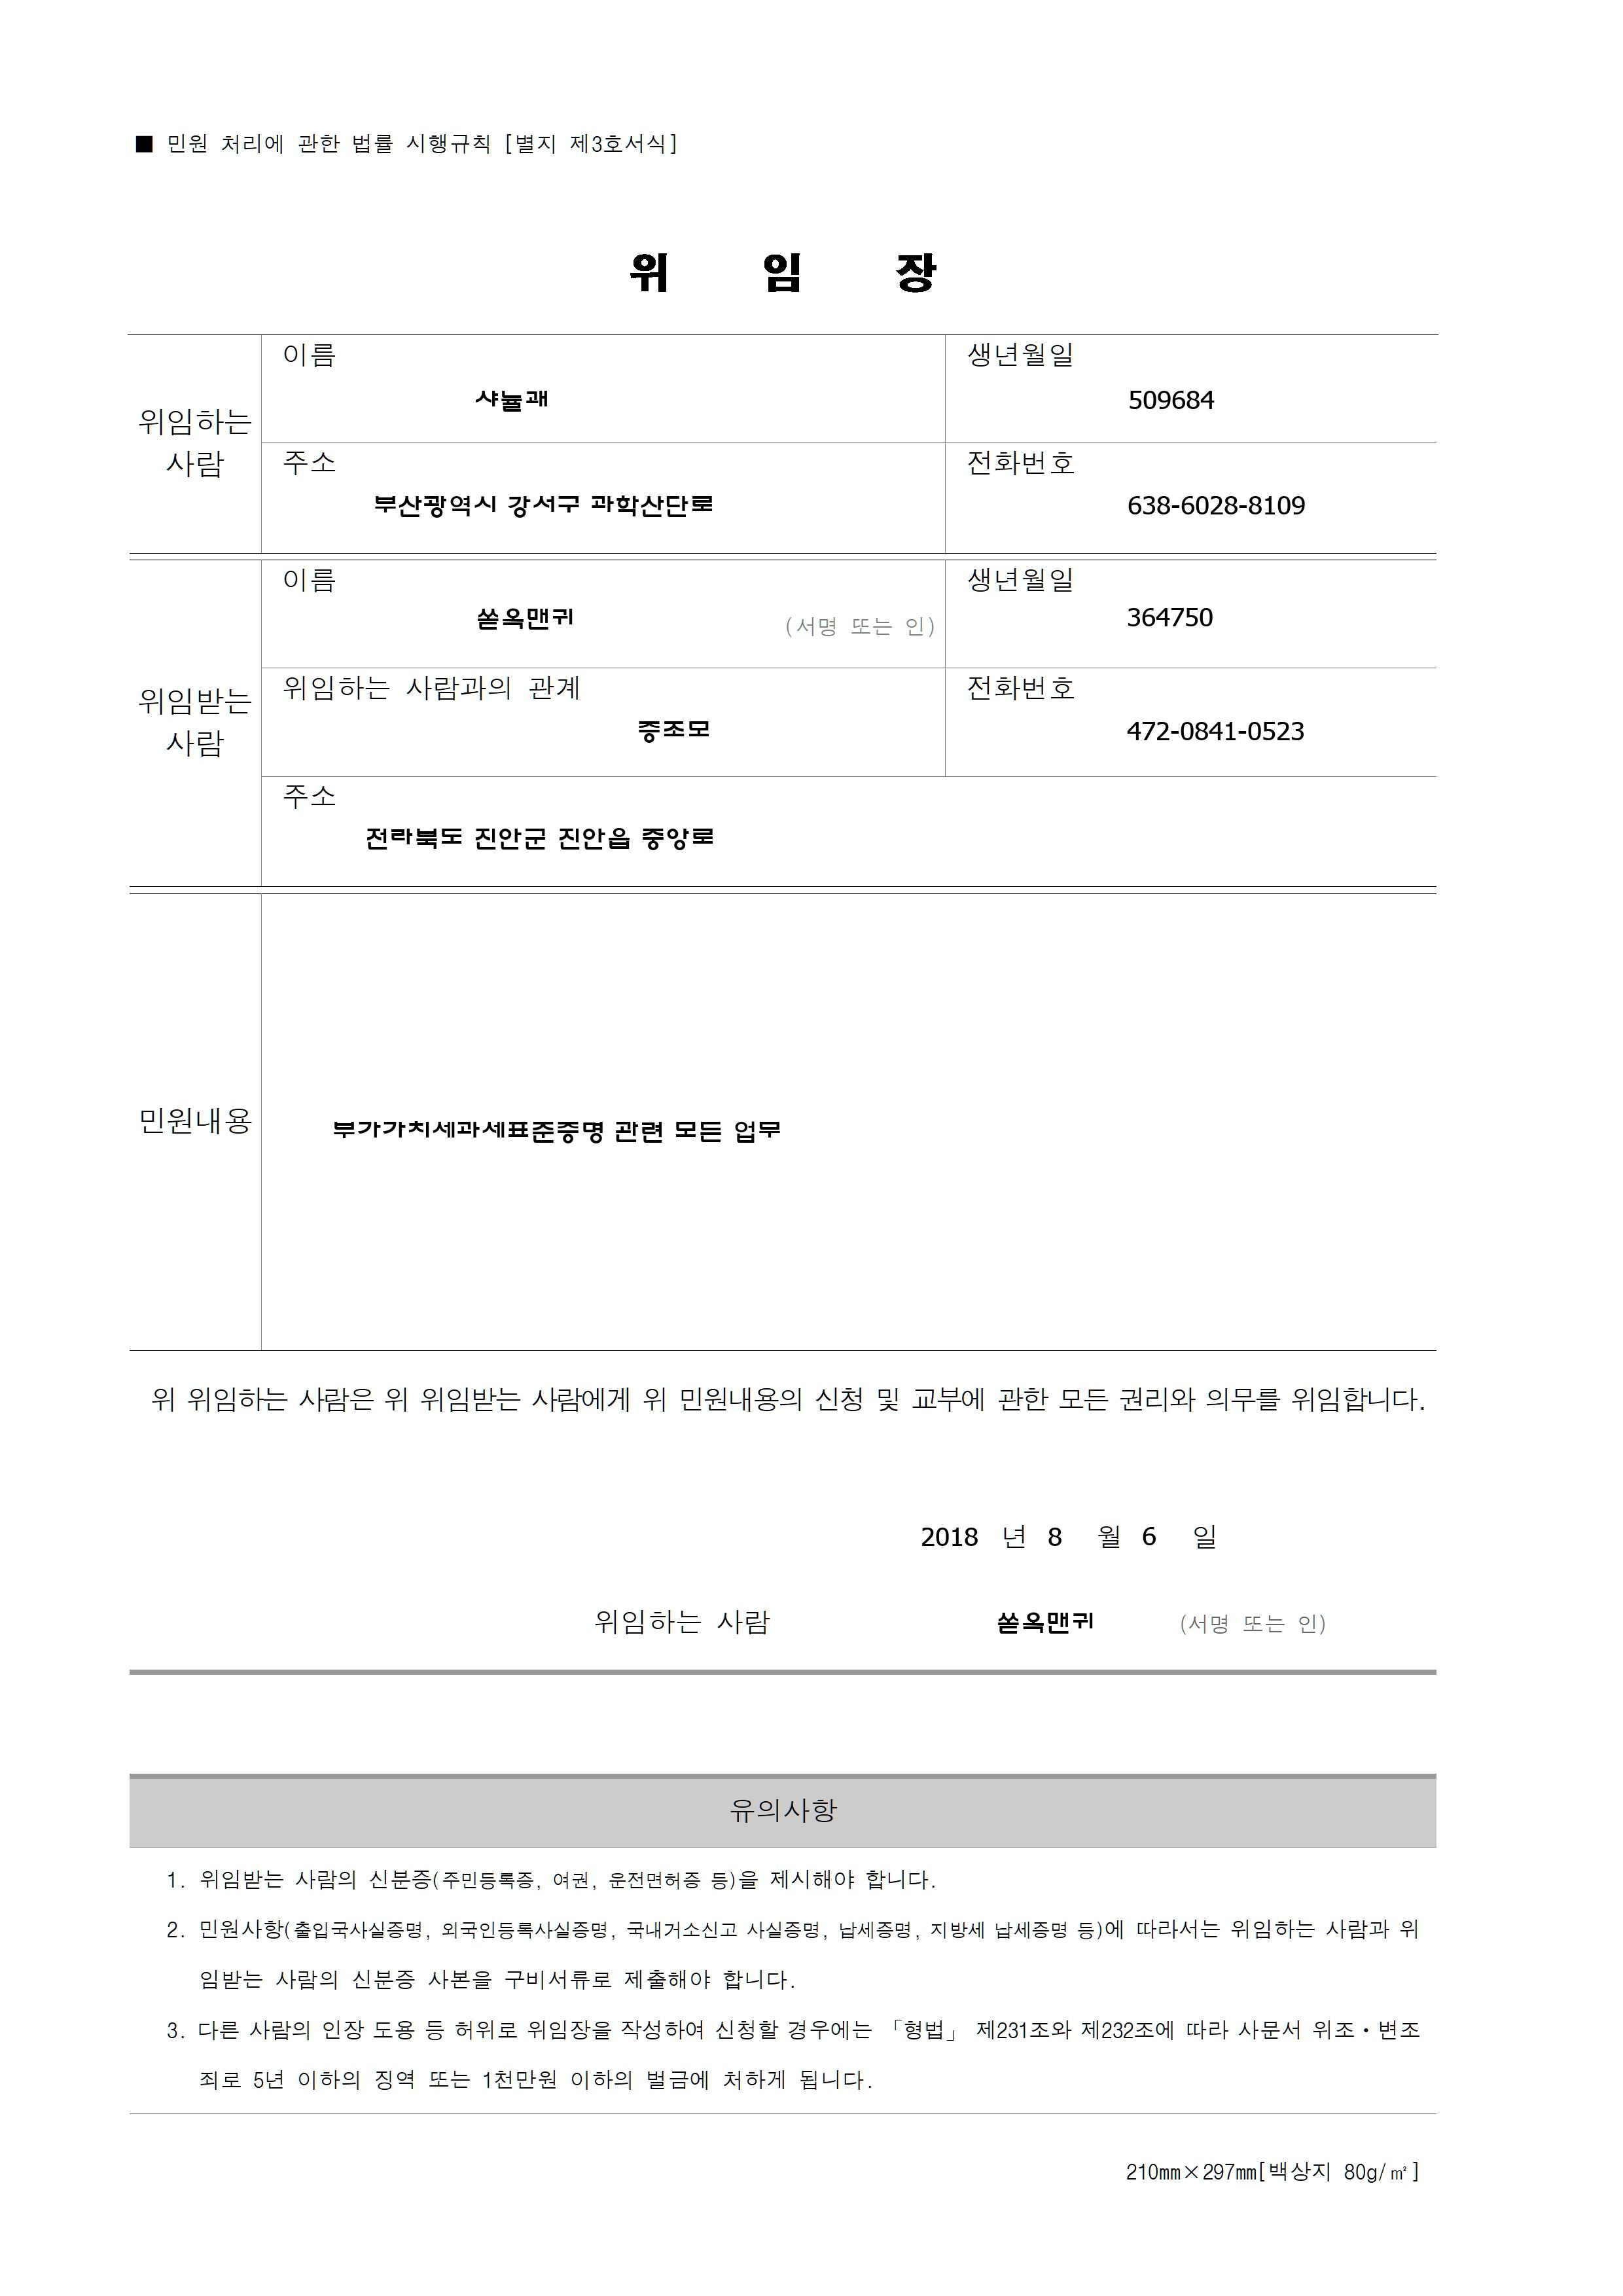 ■ 민원 처리에 관한 법률 시행규칙 [별지 제3호서식]
위 임 장
위임하는 사람
이름
샤뉼괘
생년월일
509684
주소
부산광역시 강서구 과학산단로
전화번호
638-6028-8109
위임받는 사람
이름
쏟옥맨귀
(서명 또는 인)
생년월일
364750
위임하는 사람과의 관계
증조모
전화번호
472-0841-0523
주소
전라북도 진안군 진안읍 중앙로
민원내용
부가가치세과세표준증명 관련 모든 업무
위 위임하는 사람은 위 위임받는 사람에게 위 민원내용의 신청 및 교부에 관한 모든 권리와 의무를 위임합니다.
2018 년 8 월 6 일
위임하는 사람 쏟옥맨귀 (서명 또는 인)
유의사항
1. 위임받는 사람의 신분증(주민등록증, 여권, 운전면허증 등)을 제시해야 합니다.
2. 민원사항(출입국사실증명, 외국인등록사실증명, 국내거소신고 사실증명, 납세증명, 지방세 납세증명 등)에 따라서는 위임하는 사람과 위
임받는 사람의 신분증 사본을 구비서류로 제출해야 합니다.
3. 다른 사람의 인장 도용 등 허위로 위임장을 작성하여 신청할 경우에는 「형법」 제231조와 제232조에 따라 사문서 위조·변조
죄로 5년 이하의 징역 또는 1천만원 이하의 벌금에 처하게 됩니다.
210㎜×297㎜[백상지 80g/㎡]